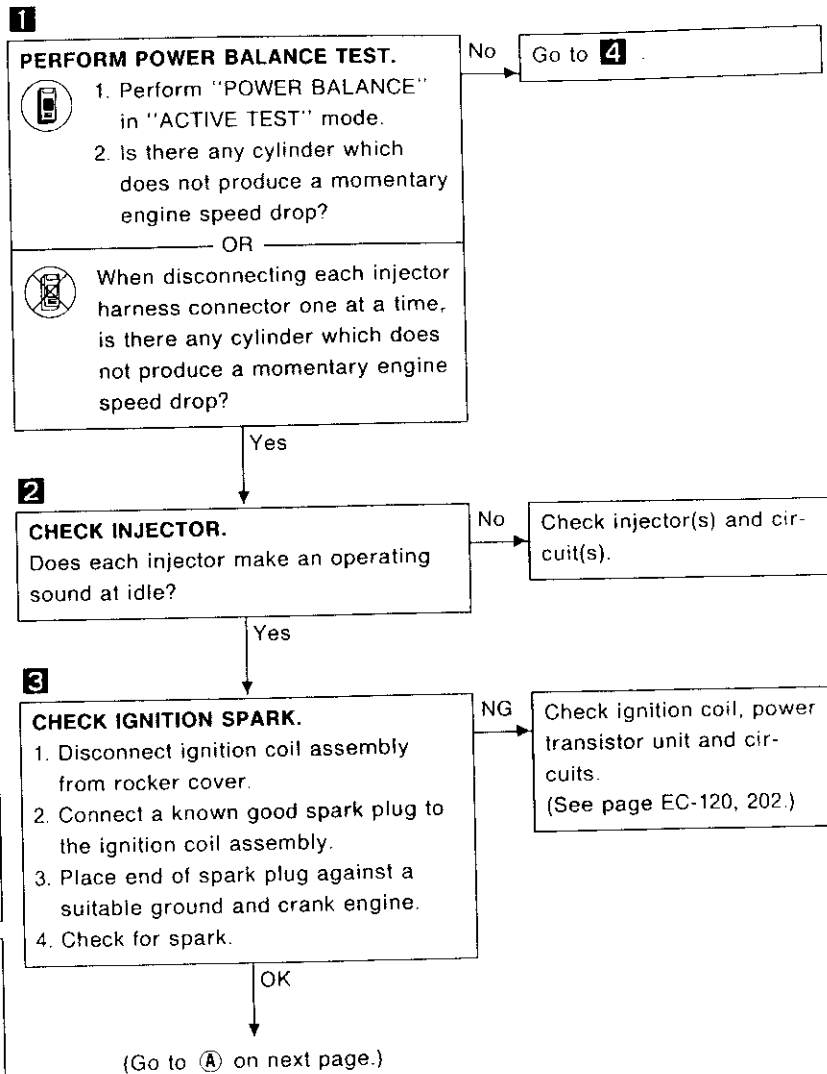 1
PERFORM POWER BALANCE TEST.
1. Perform "POWER BALANCE"
in "ACTIVE TEST" mode.
2. Is there any cylinder which
does not produce a momentary
engine speed drop?
OR
When disconnecting each injector
harness connector one at a time,
is there any cylinder which does
not produce a momentary engine
speed drop?
No
Go to 4 .
Yes
2
CHECK INJECTOR.
Does each injector make an operating
sound at idle?
No
Check injector(s) and cir-
cuit(s).
Yes
3
CHECK IGNITION SPARK.
1. Disconnect ignition coil assembly
from rocker cover.
2. Connect a known good spark plug to
the ignition coil assembly.
3. Place end of spark plug against a
suitable ground and crank engine.
4. Check for spark.
NG
Check ignition coil, power
transistor unit and cir-
cuits.
(See page EC-120, 202.)
OK
(Go to Ⓐ on next page.)